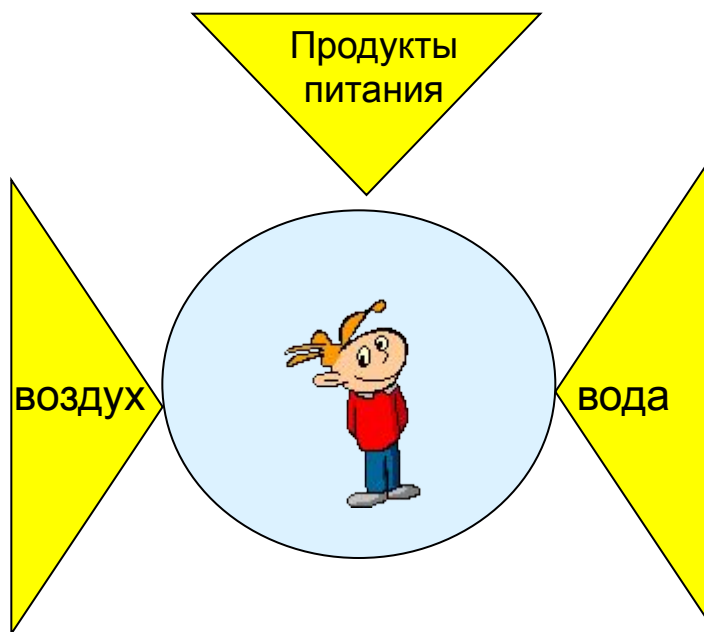 Продукты
питания
воздух
вода